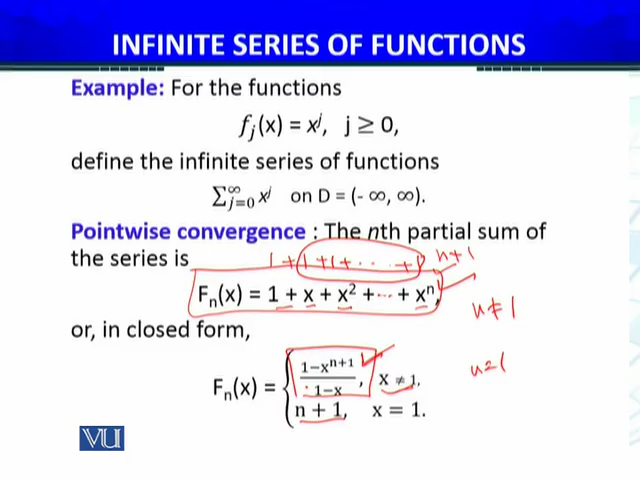 INFINITE SERIES OF FUNCTIONS
Example: For the functions
fⱼ(x) = xʲ, j ≥ 0,
define the infinite series of functions
∑_{j=0}^{∞} xʲ on D = (- ∞, ∞).
Pointwise convergence : The nth partial sum of
the series is
1 + 1 + 1 + ... + 1 n+1
Fₙ(x) = 1 + x + x² + ... + xⁿ,
x ≠ 1
or, in closed form,
x = 1
Fₙ(x) = { (1−xⁿ⁺¹)/(1−x), x ≠ 1,
n + 1, x = 1.
VU